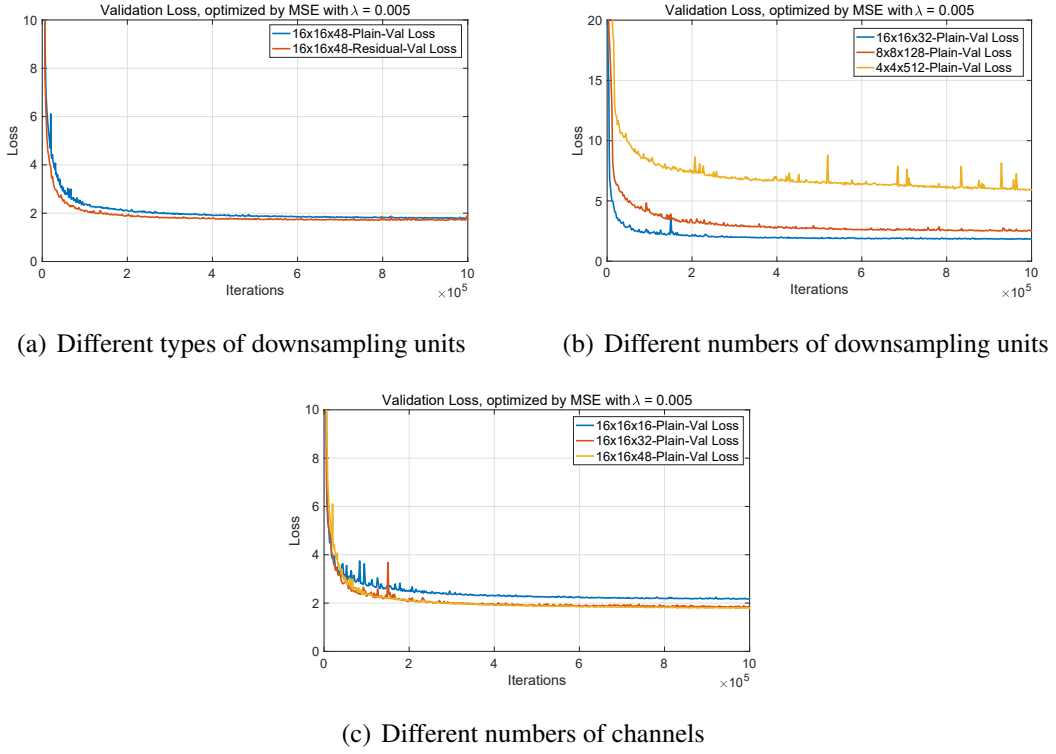 Validation Loss, optimized by MSE with λ = 0.005
16x16x48-Plain-Val Loss
16x16x48-Residual-Val Loss
10
8
6
4
2
0
Loss
0 2 4 6 8 10
Iterations
×10^5
(a) Different types of downsampling units
Validation Loss, optimized by MSE with λ = 0.005
16x16x32-Plain-Val Loss
8x8x128-Plain-Val Loss
4x4x512-Plain-Val Loss
20
15
10
5
0
Loss
0 2 4 6 8 10
Iterations
×10^5
(b) Different numbers of downsampling units
Validation Loss, optimized by MSE with λ = 0.005
16x16x16-Plain-Val Loss
16x16x32-Plain-Val Loss
16x16x48-Plain-Val Loss
10
8
6
4
2
0
Loss
0 2 4 6 8 10
Iterations
×10^5
(c) Different numbers of channels